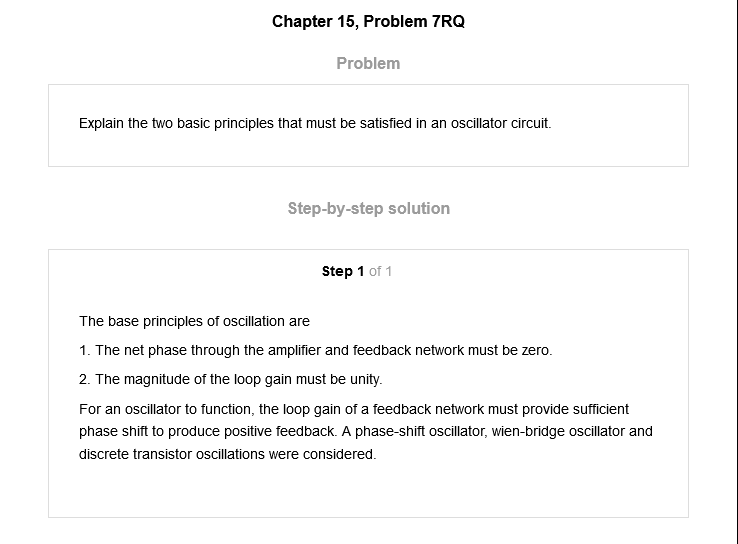 Chapter 15, Problem 7RQ
Problem
Explain the two basic principles that must be satisfied in an oscillator circuit.
Step-by-step solution
Step 1 of 1
The base principles of oscillation are
1. The net phase through the amplifier and feedback network must be zero.
2. The magnitude of the loop gain must be unity.
For an oscillator to function, the loop gain of a feedback network must provide sufficient
phase shift to produce positive feedback. A phase-shift oscillator, wien-bridge oscillator and
discrete transistor oscillations were considered.